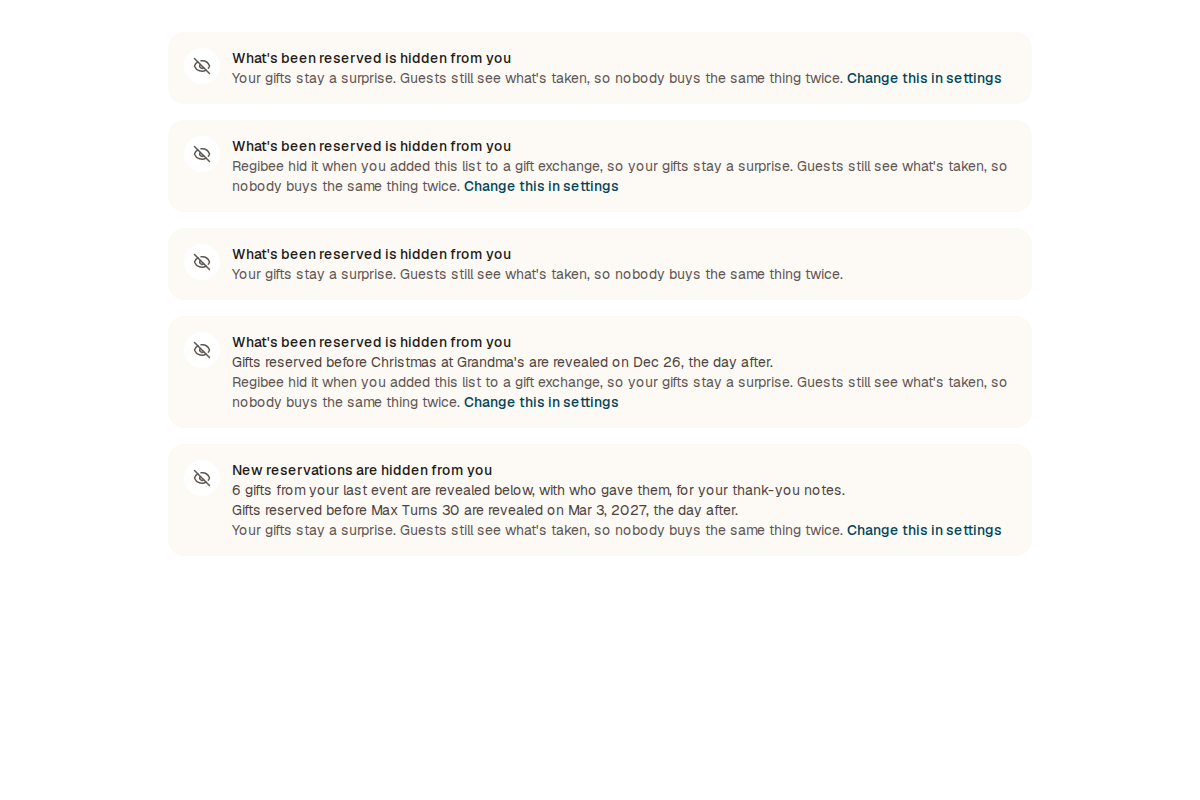 What's been reserved is hidden from you
Your gifts stay a surprise. Guests still see what's taken, so nobody buys the same thing twice. Change this in settings
What's been reserved is hidden from you
Regibee hid it when you added this list to a gift exchange, so your gifts stay a surprise. Guests still see what's taken, so
nobody buys the same thing twice. Change this in settings
What's been reserved is hidden from you
Your gifts stay a surprise. Guests still see what's taken, so nobody buys the same thing twice.
What's been reserved is hidden from you
Gifts reserved before Christmas at Grandma's are revealed on Dec 26, the day after.
Regibee hid it when you added this list to a gift exchange, so your gifts stay a surprise. Guests still see what's taken, so
nobody buys the same thing twice. Change this in settings
New reservations are hidden from you
6 gifts from your last event are revealed below, with who gave them, for your thank-you notes.
Gifts reserved before Max Turns 30 are revealed on Mar 3, 2027, the day after.
Your gifts stay a surprise. Guests still see what's taken, so nobody buys the same thing twice. Change this in settings